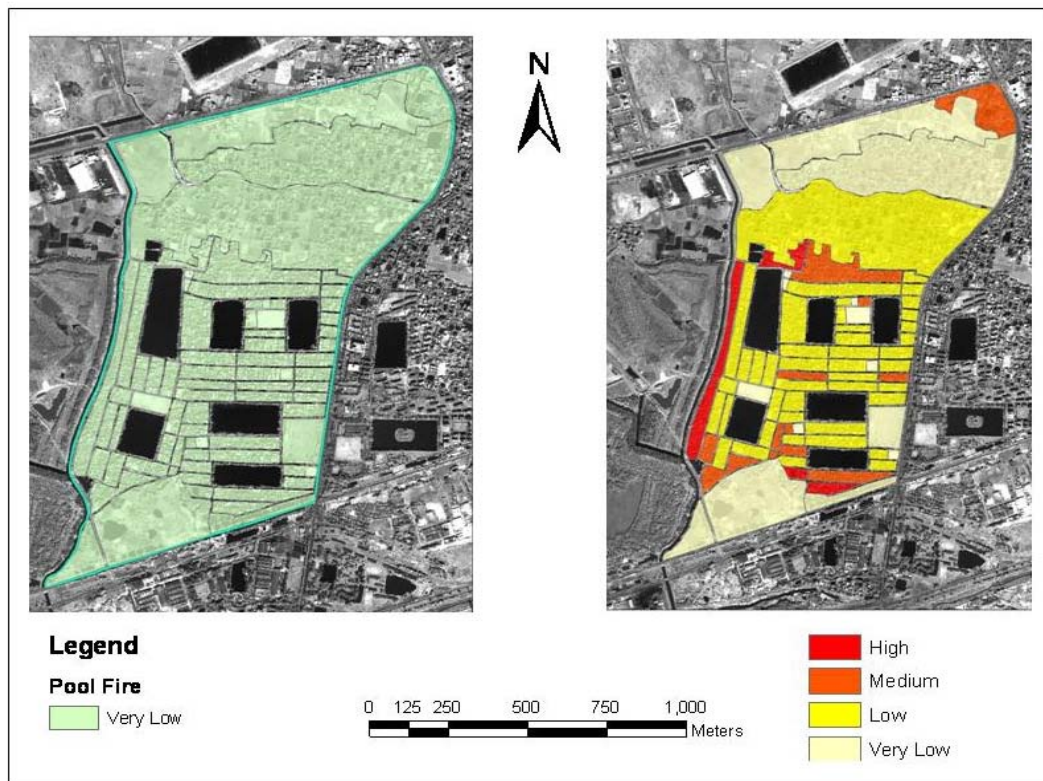 N
Legend
Pool Fire
Very Low
0 125 250 500 750 1,000
Meters
High
Medium
Low
Very Low